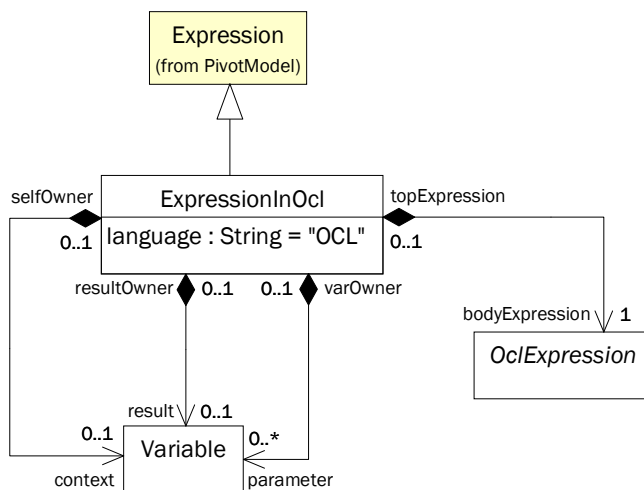 Expression
(from PivotModel)
selfOwner
ExpressionInOcl
topExpression
0..1
language : String = "OCL"
0..1
resultOwner
0..1
0..1
varOwner
bodyExpression
1
OclExpression
result
0..1
0..1
Variable
0..*
context
parameter